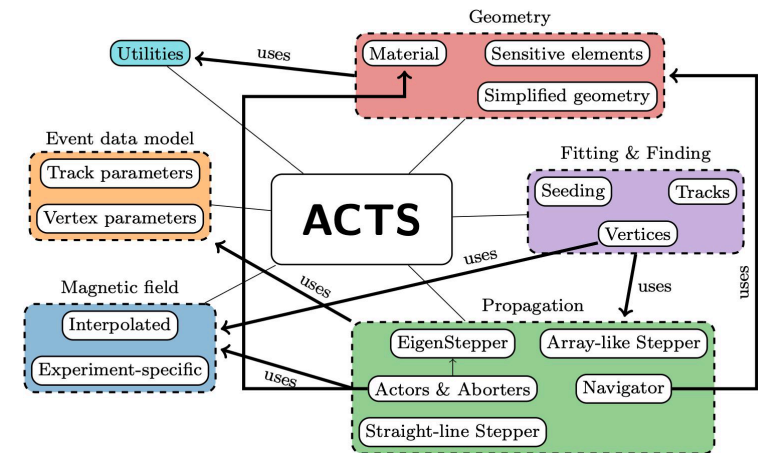 Geometry
Utilities
uses
Material
Sensitive elements
Simplified geometry
Event data model
Track parameters
Vertex parameters
ACTS
Fitting & Finding
Seeding
Tracks
Vertices
uses
uses
uses
uses
Magnetic field
Interpolated
Experiment-specific
uses
Propagation
EigenStepper
Array-like Stepper
Actors & Aborters
Navigator
Straight-line Stepper